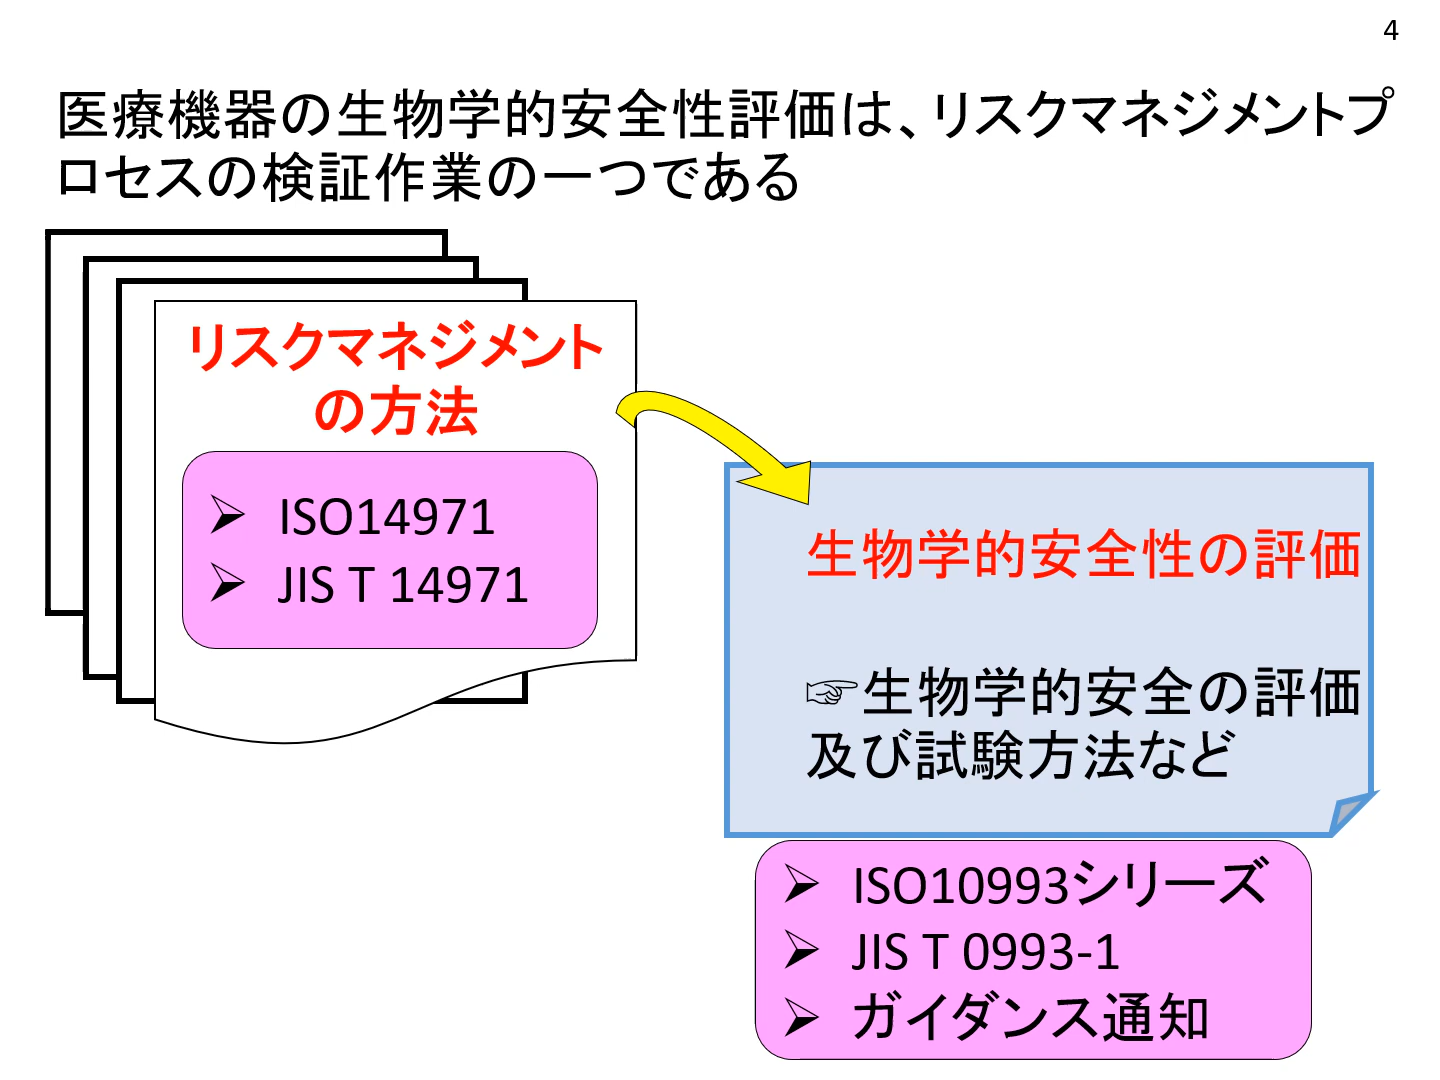 4
医療機器の生物学的安全性評価は、リスクマネジメントプ
ロセスの検証作業の一つである
リスクマネジメント
の方法
➢ ISO14971
➢ JIS T 14971
生物学的安全性の評価
☞生物学的安全の評価
及び試験方法など
➢ ISO10993シリーズ
➢ JIS T 0993-1
➢ ガイダンス通知